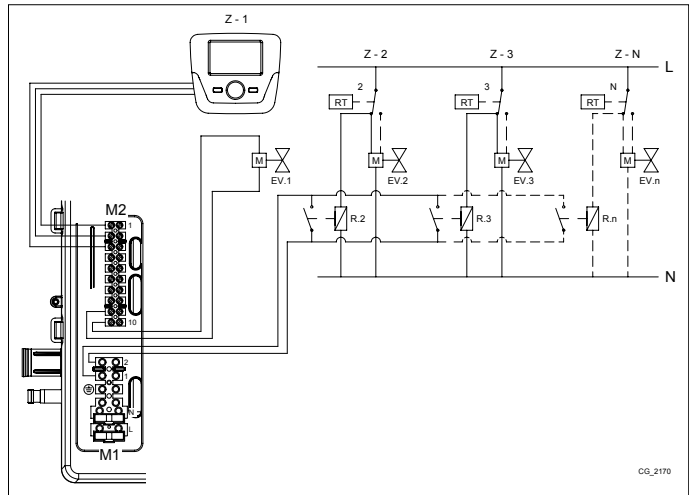 Z - 1
Z - 2
Z - 3
Z - N
L
2
3
N
RT
RT
RT
M
EV.1
M
EV.2
M
EV.3
M
EV.n
M2
1
R.2
R.3
R.n
N
10
2
1
N
L
M1
CG_2170